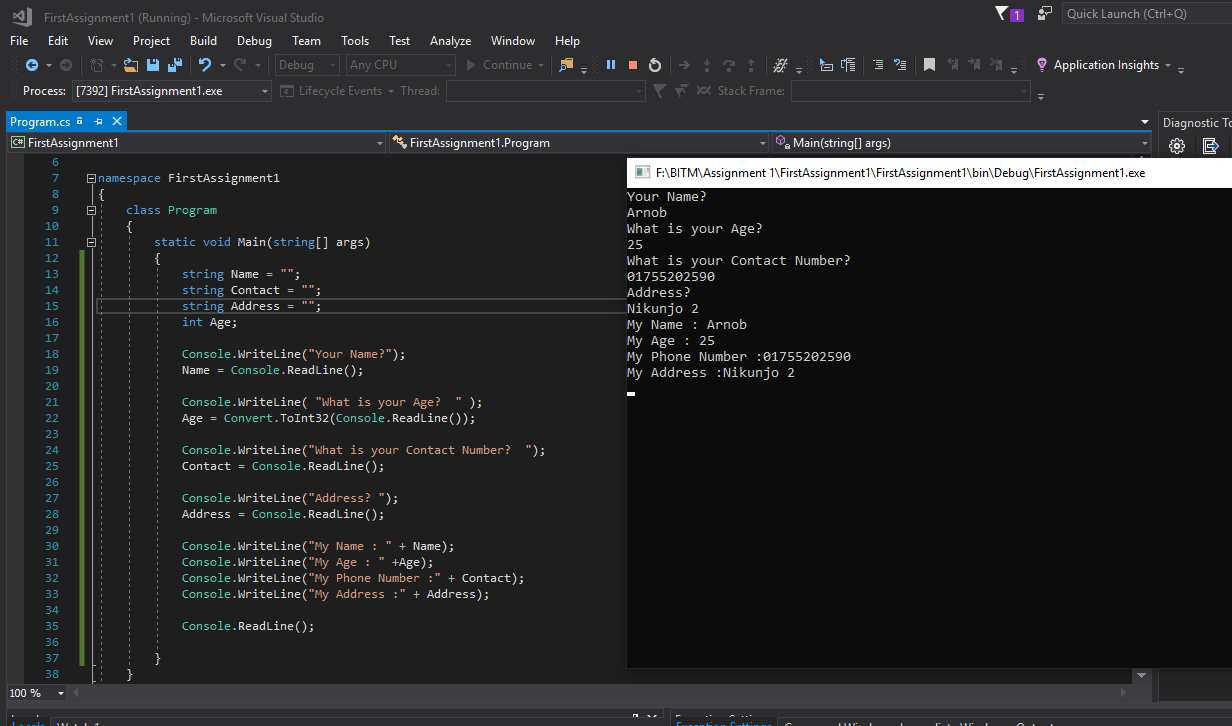 FirstAssignment1 (Running) - Microsoft Visual Studio
1
Quick Launch (Ctrl+Q)
File Edit View Project Build Debug Team Tools Test Analyze Window Help
Debug Any CPU Continue Application Insights
Process: [7392] FirstAssignment1.exe Lifecycle Events Thread: Stack Frame:
Program.cs
Diagnostic To
C# FirstAssignment1 FirstAssignment1.Program Main(string[] args)
6
7 namespace FirstAssignment1
8 {
9 class Program
10 {
11 static void Main(string[] args)
12 {
13 string Name = "";
14 string Contact = "";
15 string Address = "";
16 int Age;
17
18 Console.WriteLine("Your Name?");
19 Name = Console.ReadLine();
20
21 Console.WriteLine( "What is your Age?  " );
22 Age = Convert.ToInt32(Console.ReadLine());
23
24 Console.WriteLine("What is your Contact Number?  ");
25 Contact = Console.ReadLine();
26
27 Console.WriteLine("Address? ");
28 Address = Console.ReadLine();
29
30 Console.WriteLine("My Name : " + Name);
31 Console.WriteLine("My Age : " +Age);
32 Console.WriteLine("My Phone Number :" + Contact);
33 Console.WriteLine("My Address :" + Address);
34
35 Console.ReadLine();
36
37 }
38 }
F:\BITM\Assignment 1\FirstAssignment1\FirstAssignment1\bin\Debug\FirstAssignment1.exe
Your Name?
Arnob
What is your Age?
25
What is your Contact Number?
01755202590
Address?
Nikunjo 2
My Name : Arnob
My Age : 25
My Phone Number :01755202590
My Address :Nikunjo 2
100 %